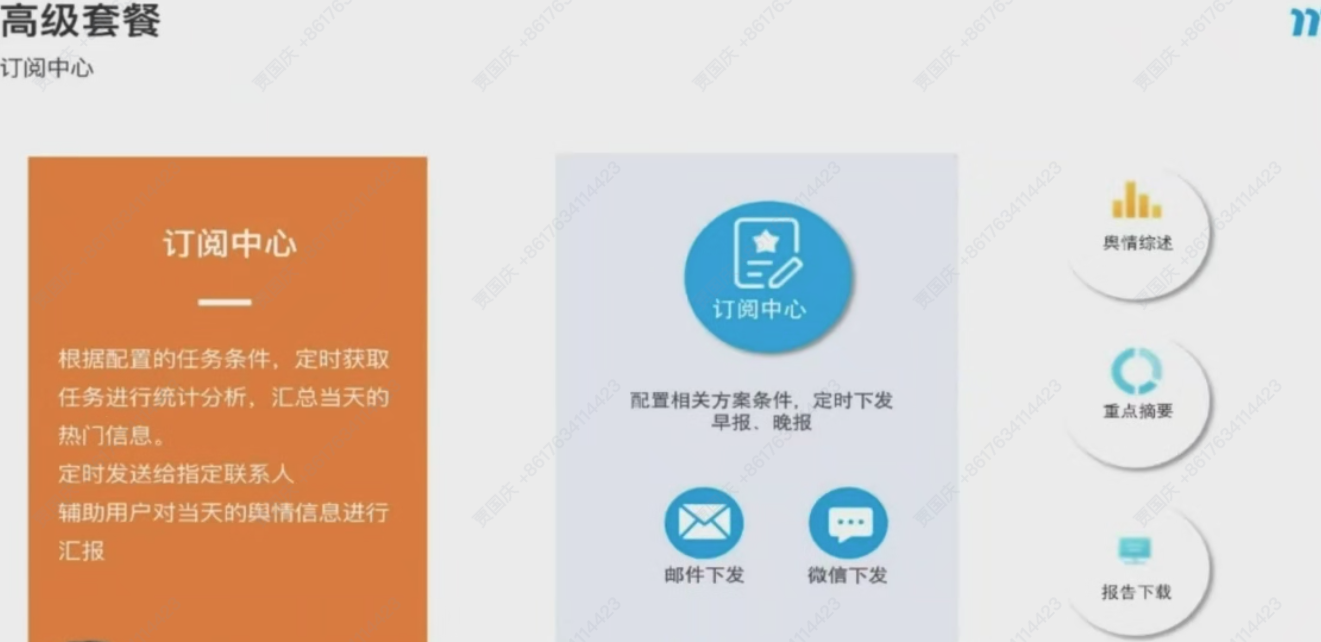 高级套餐
订阅中心
订阅中心
根据配置的任务条件，定时获取
任务进行统计分析，汇总当天的
热门信息。
定时发送给指定联系人
辅助用户对当天的舆情信息进行
汇报
订阅中心
配置相关方案条件，定时下发
早报、晚报
邮件下发
微信下发
舆情综述
重点摘要
报告下载
贾国庆 +8617634114423